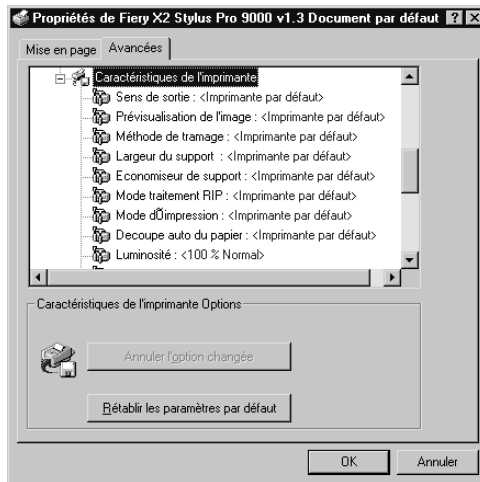 Propriétés de Fiery X2 Stylus Pro 9000 v1.3 Document par défaut
Mise en page Avancées
Caractéristiques de l'imprimante
Sens de sortie : <Imprimante par défaut>
Prévisualisation de l'image : <Imprimante par défaut>
Méthode de tramage : <Imprimante par défaut>
Largeur du support : <Imprimante par défaut>
Economiseur de support : <Imprimante par défaut>
Mode traitement RIP : <Imprimante par défaut>
Mode dÕimpression : <Imprimante par défaut>
Decoupe auto du papier : <Imprimante par défaut>
Luminosité : <100 % Normal>
Caractéristiques de l'imprimante Options
Annuler l'option changée
Rétablir les paramètres par défaut
OK Annuler